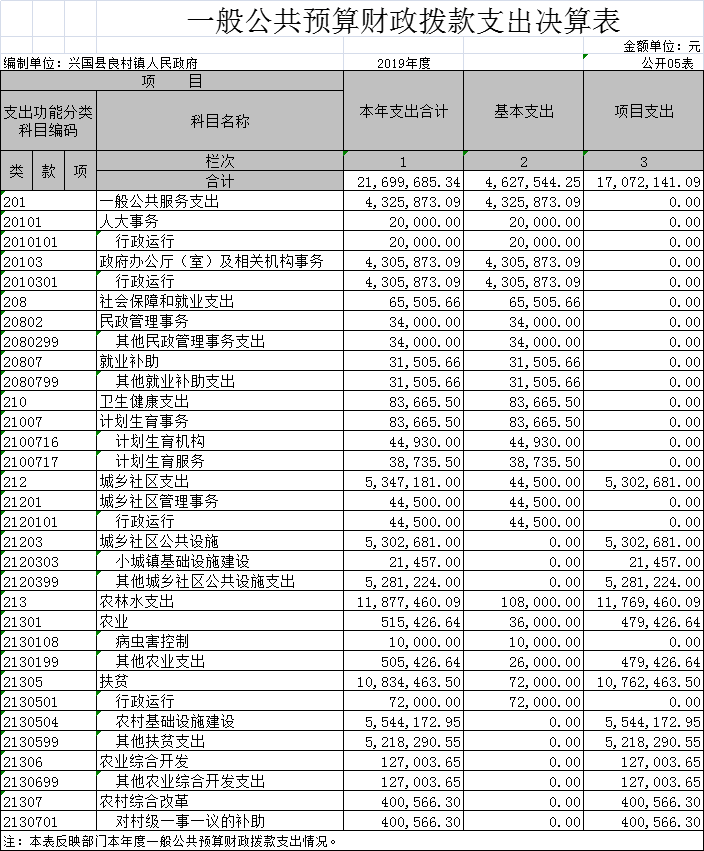 一般公共预算财政拨款支出决算表
金额单位：元
编制单位：兴国县良村镇人民政府 2019年度 公开05表
项 目 本年支出合计 基本支出 项目支出
支出功能分类科目编码 科目名称
类 款 项 栏次 1 2 3
合计 21,699,685.34 4,627,544.25 17,072,141.09
201 一般公共服务支出 4,325,873.09 4,325,873.09 0.00
20101 人大事务 20,000.00 20,000.00 0.00
2010101 行政运行 20,000.00 20,000.00 0.00
20103 政府办公厅（室）及相关机构事务 4,305,873.09 4,305,873.09 0.00
2010301 行政运行 4,305,873.09 4,305,873.09 0.00
208 社会保障和就业支出 65,505.66 65,505.66 0.00
20802 民政管理事务 34,000.00 34,000.00 0.00
2080299 其他民政管理事务支出 34,000.00 34,000.00 0.00
20807 就业补助 31,505.66 31,505.66 0.00
2080799 其他就业补助支出 31,505.66 31,505.66 0.00
210 卫生健康支出 83,665.50 83,665.50 0.00
21007 计划生育事务 83,665.50 83,665.50 0.00
2100716 计划生育机构 44,930.00 44,930.00 0.00
2100717 计划生育服务 38,735.50 38,735.50 0.00
212 城乡社区支出 5,347,181.00 44,500.00 5,302,681.00
21201 城乡社区管理事务 44,500.00 44,500.00 0.00
2120101 行政运行 44,500.00 44,500.00 0.00
21203 城乡社区公共设施 5,302,681.00 0.00 5,302,681.00
2120303 小城镇基础设施建设 21,457.00 0.00 21,457.00
2120399 其他城乡社区公共设施支出 5,281,224.00 0.00 5,281,224.00
213 农林水支出 11,877,460.09 108,000.00 11,769,460.09
21301 农业 515,426.64 36,000.00 479,426.64
2130108 病虫害控制 10,000.00 10,000.00 0.00
2130199 其他农业支出 505,426.64 26,000.00 479,426.64
21305 扶贫 10,834,463.50 72,000.00 10,762,463.50
2130501 行政运行 72,000.00 72,000.00 0.00
2130504 农村基础设施建设 5,544,172.95 0.00 5,544,172.95
2130599 其他扶贫支出 5,218,290.55 0.00 5,218,290.55
21306 农业综合开发 127,003.65 0.00 127,003.65
2130699 其他农业综合开发支出 127,003.65 0.00 127,003.65
21307 农村综合改革 400,566.30 0.00 400,566.30
2130701 对村级一事一议的补助 400,566.30 0.00 400,566.30
注：本表反映部门本年度一般公共预算财政拨款支出情况。